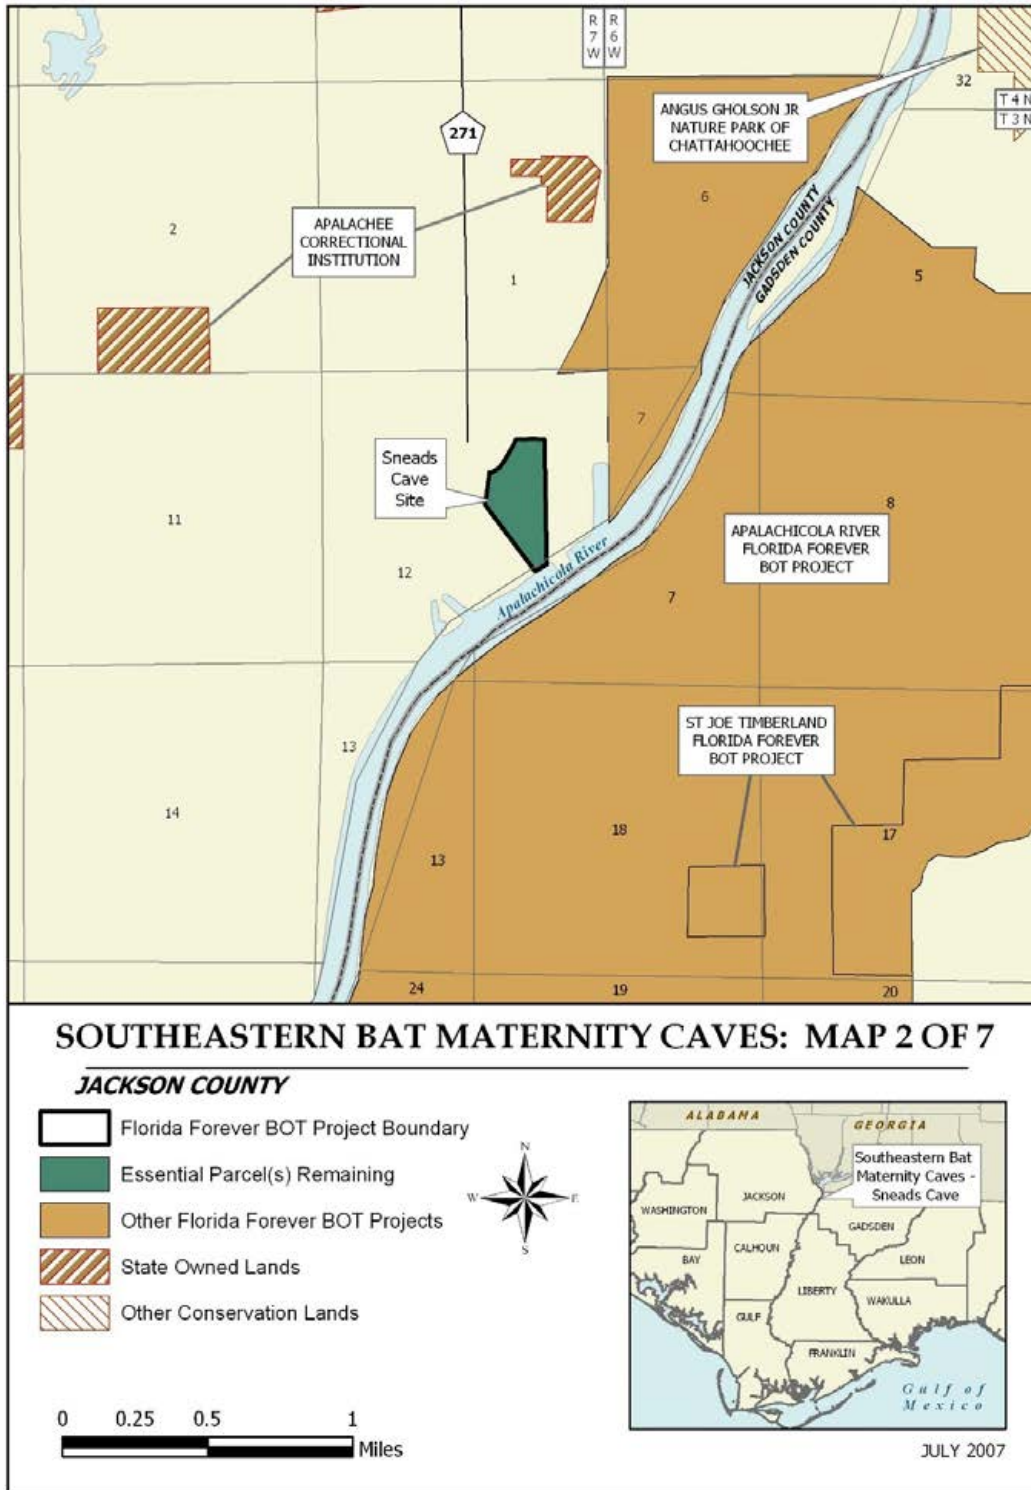 R
7
W
R
6
W
32
T 4 N
T 3 N
ANGUS GHOLSON JR
NATURE PARK OF
CHATTAHOOCHEE
271
6
2
APALACHEE
CORRECTIONAL
INSTITUTION
JACKSON COUNTY
GADSDEN COUNTY
5
1
7
Sneads
Cave
Site
8
11
APALACHICOLA RIVER
FLORIDA FOREVER
BOT PROJECT
12
Apalachicola River
7
ST JOE TIMBERLAND
FLORIDA FOREVER
BOT PROJECT
13
14
18
17
13
24
19
20
SOUTHEASTERN BAT MATERNITY CAVES: MAP 2 OF 7
JACKSON COUNTY
Florida Forever BOT Project Boundary
Essential Parcel(s) Remaining
Other Florida Forever BOT Projects
State Owned Lands
Other Conservation Lands
N
W
E
S
0 0.25 0.5 1
Miles
ALABAMA
GEORGIA
Southeastern Bat
Maternity Caves -
Sneads Cave
JACKSON
WASHINGTON
GADSDEN
CALHOUN
BAY
LEON
LIBERTY
WAKULLA
GULF
FRANKLIN
Gulf of
Mexico
JULY 2007